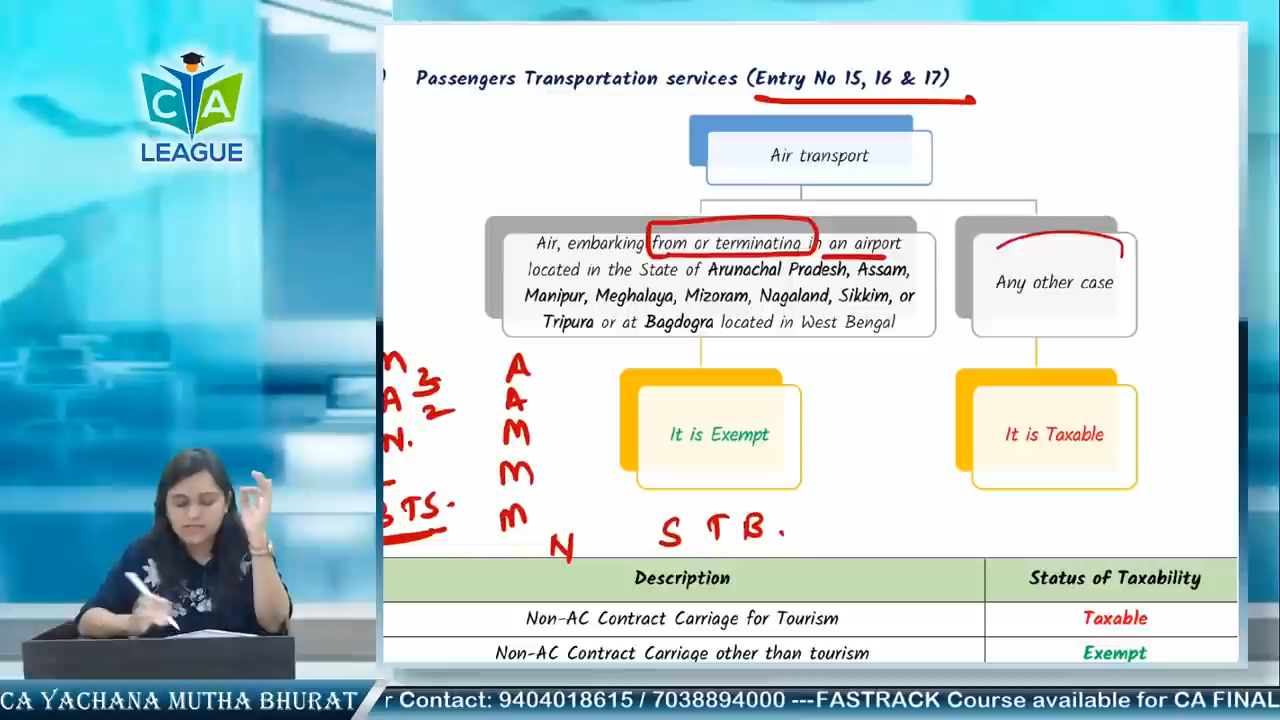 CA
LEAGUE
) Passengers Transportation services (Entry No 15, 16 & 17)
Air transport
Air, embarking from or terminating in an airport
located in the State of Arunachal Pradesh, Assam,
Manipur, Meghalaya, Mizoram, Nagaland, Sikkim, or
Tripura or at Bagdogra located in West Bengal
Any other case
It is Exempt
It is Taxable
M 3
A 2
N.
BTS.
A
A
M
M
M
N
S T B.
Description Status of Taxability
Non-AC Contract Carriage for Tourism Taxable
Non-AC Contract Carriage other than tourism Exempt
CA YACHANA MUTHA BHURAT
r Contact: 9404018615 / 7038894000 ---FASTRACK Course available for CA FINAL